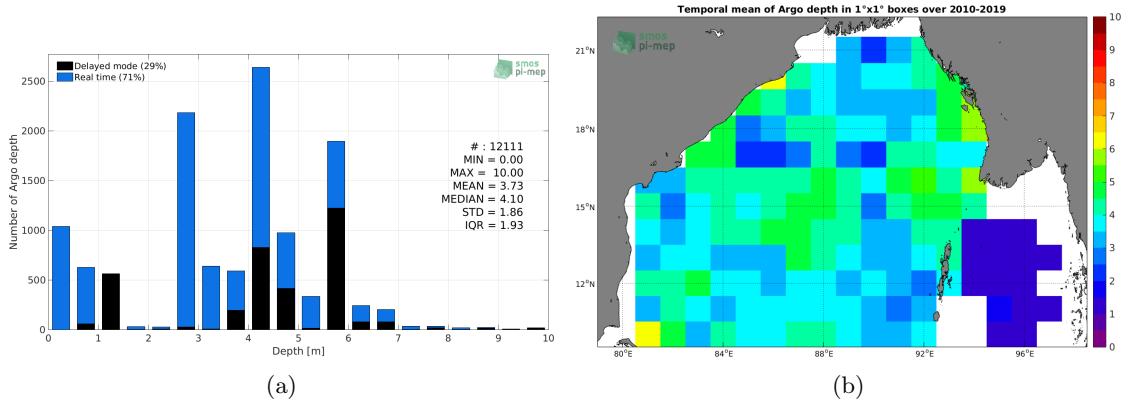 Delayed mode (29%)
Real time (71%)
smos
pi-mep
Number of Argo depth
2500
2000
1500
1000
500
0
# : 12111
MIN = 0.00
MAX = 10.00
MEAN = 3.73
MEDIAN = 4.10
STD = 1.86
IQR = 1.93
0 1 2 3 4 5 6 7 8 9 10
Depth [m]
(a)
Temporal mean of Argo depth in 1°x1° boxes over 2010-2019
smos
pi-mep
21°N
18°N
15°N
12°N
80°E 84°E 88°E 92°E 96°E
10
9
8
7
6
5
4
3
2
1
0
(b)